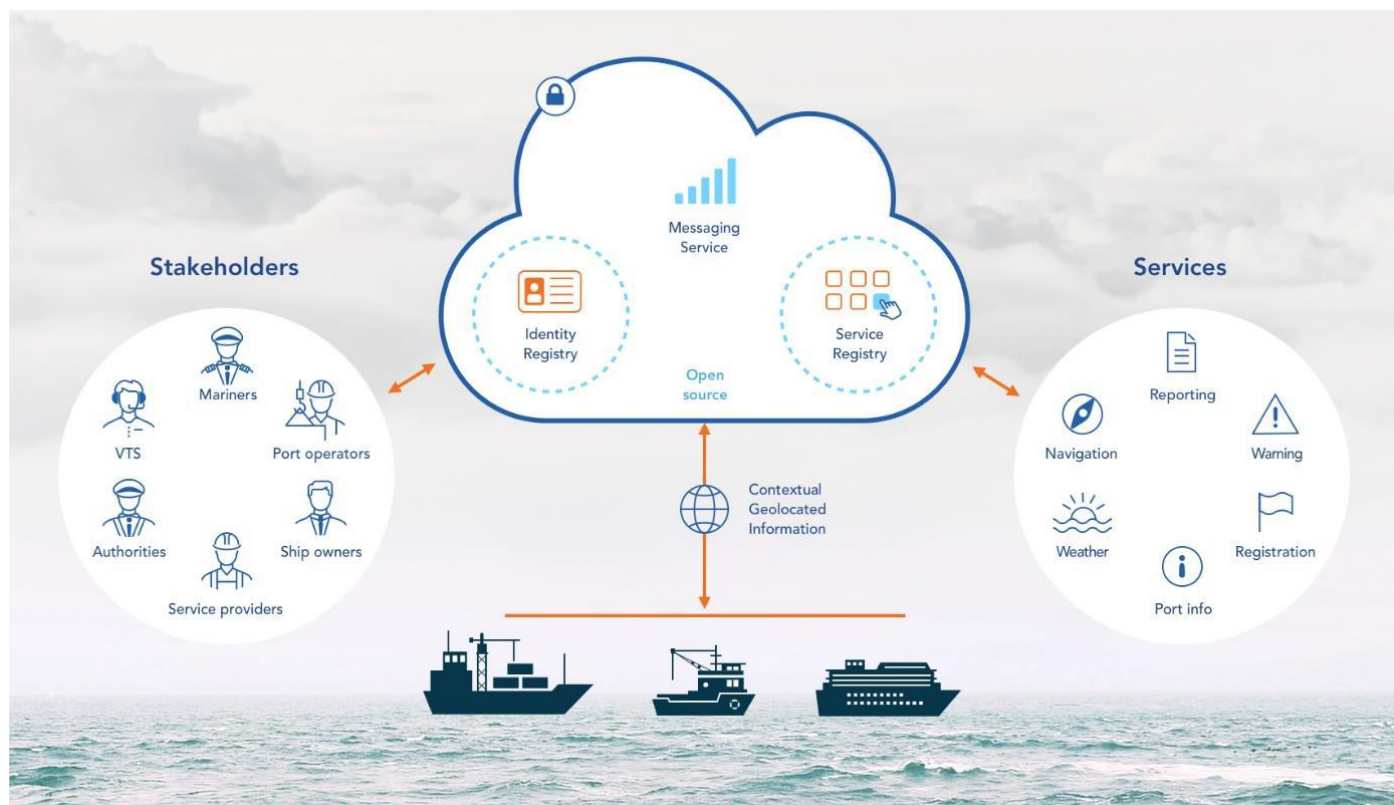 Messaging
Service
Stakeholders
Services
Identity
Registry
Service
Registry
Open
source
Mariners
VTS
Port operators
Authorities
Ship owners
Service providers
Contextual
Geolocated
Information
Reporting
Navigation
Warning
Weather
Registration
Port info